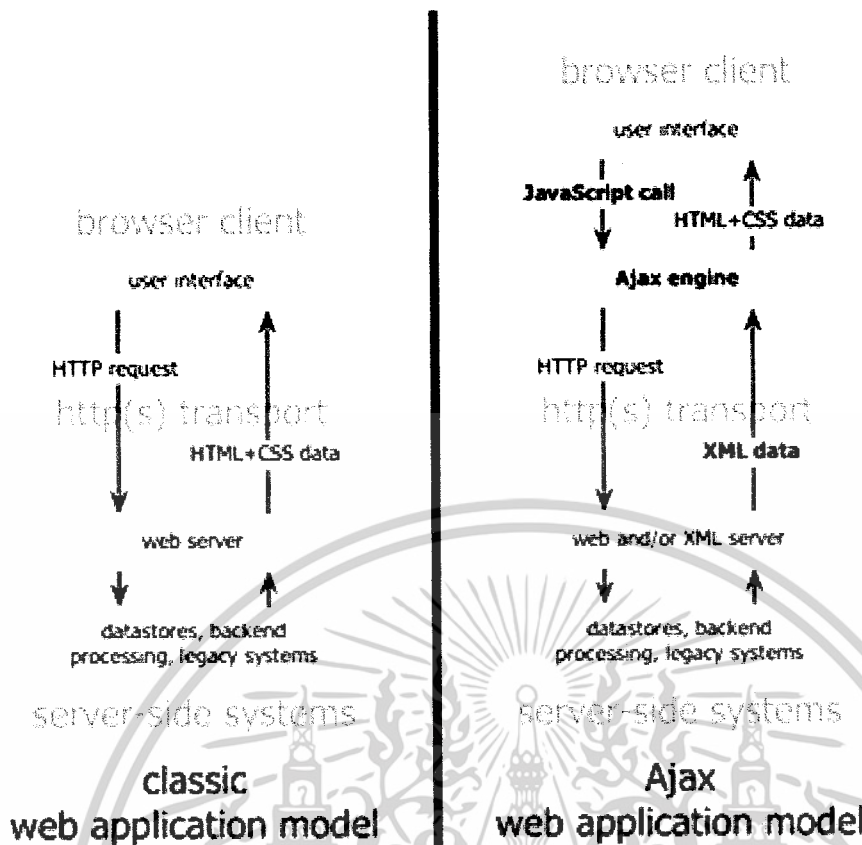 browser client
user interface
HTTP request
http(s) transport
HTML+CSS data
web server
datastores, backend
processing, legacy systems
server-side systems
classic
web application model
browser client
user interface
JavaScript call
HTML+CSS data
Ajax engine
HTTP request
http(s) transport
XML data
web and/or XML server
datastores, backend
processing, legacy systems
server-side systems
Ajax
web application model